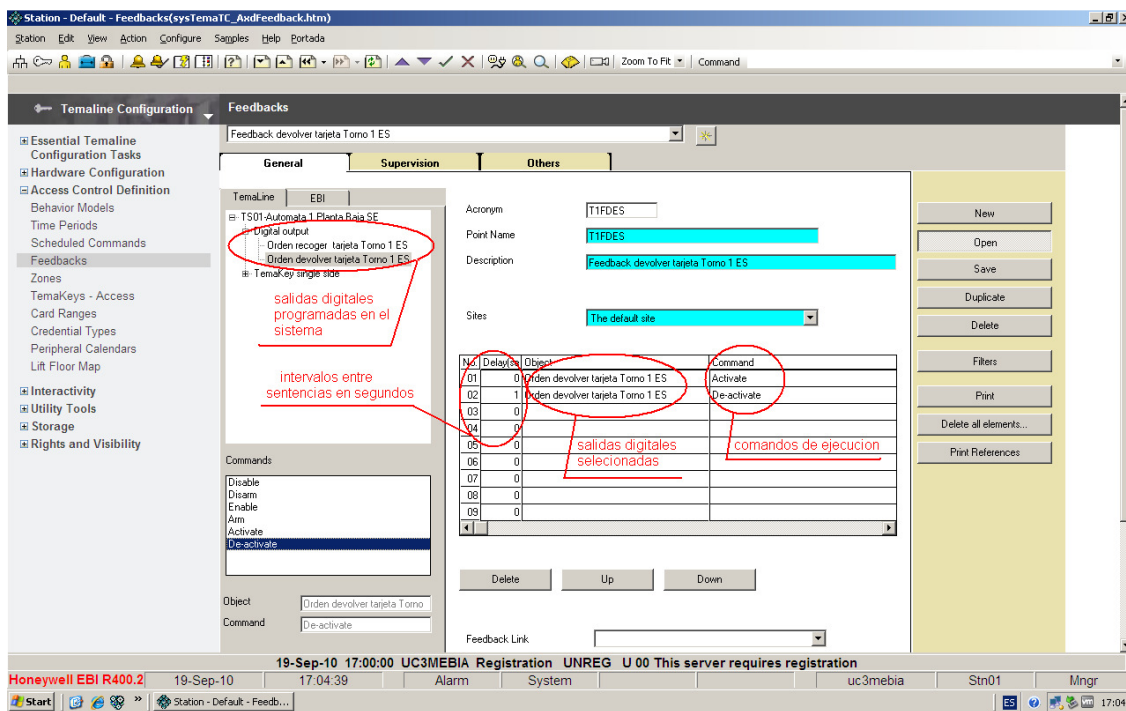 Station - Default - Feedbacks(sysTemaTC_AxdFeedback.htm)
Station Edit View Action Configure Samples Help Portada
Zoom To Fit Command
Temaline Configuration
Feedbacks
Essential Temaline
Configuration Tasks
Hardware Configuration
Access Control Definition
Behavior Models
Time Periods
Scheduled Commands
Feedbacks
Zones
TemaKeys - Access
Card Ranges
Credential Types
Peripheral Calendars
Lift Floor Map
Interactivity
Utility Tools
Storage
Rights and Visibility
Feedback devolver tarjeta Torno 1 ES
General Supervision Others
TemaLine EBI
TS01-Automata 1 Planta Baja SE
Digital output
Orden recoger tarjeta Torno 1 ES
Orden devolver tarjeta Torno 1 ES
TemaKey single side
salidas digitales
programadas en el
sistema
intervalos entre
sentencias en segundos
Commands
Disable
Disarm
Enable
Arm
Activate
De-activate
Object Orden devolver tarjeta Torno
Command De-activate
Acronym T1FDES
Point Name T1FDES
Description Feedback devolver tarjeta Torno 1 ES
Sites The default site
No. Delay(se Object Command
01 0 Orden devolver tarjeta Torno 1 ES Activate
02 1 Orden devolver tarjeta Torno 1 ES De-activate
03 0
04 0
05 0
06 0
07 0
08 0
09 0
salidas digitales
selecionadas
comandos de ejecucion
Delete Up Down
Feedback Link
New
Open
Save
Duplicate
Delete
Filters
Print
Delete all elements...
Print References
19-Sep-10 17:00:00 UC3MEBIA Registration UNREG U 00 This server requires registration
Honeywell EBI R400.2 19-Sep-10 17:04:39 Alarm System uc3mebia Stn01 Mngr
Start » Station - Default - Feedb... ES 17:04